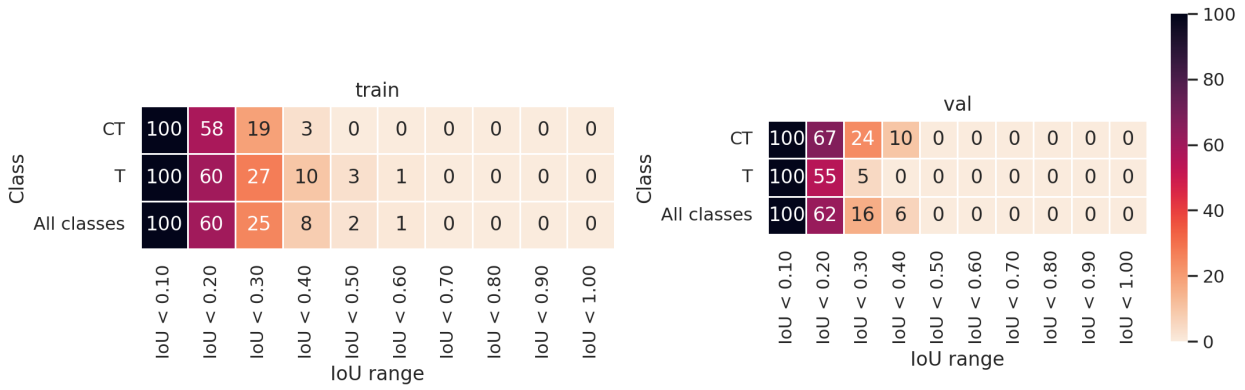 train
Class
CT 100 58 19 3 0 0 0 0 0 0
T 100 60 27 10 3 1 0 0 0 0
All classes 100 60 25 8 2 1 0 0 0 0
IoU < 0.10
IoU < 0.20
IoU < 0.30
IoU < 0.40
IoU < 0.50
IoU < 0.60
IoU < 0.70
IoU < 0.80
IoU < 0.90
IoU < 1.00
IoU range
val
Class
CT 100 67 24 10 0 0 0 0 0 0
T 100 55 5 0 0 0 0 0 0 0
All classes 100 62 16 6 0 0 0 0 0 0
IoU < 0.10
IoU < 0.20
IoU < 0.30
IoU < 0.40
IoU < 0.50
IoU < 0.60
IoU < 0.70
IoU < 0.80
IoU < 0.90
IoU < 1.00
IoU range
100
80
60
40
20
0